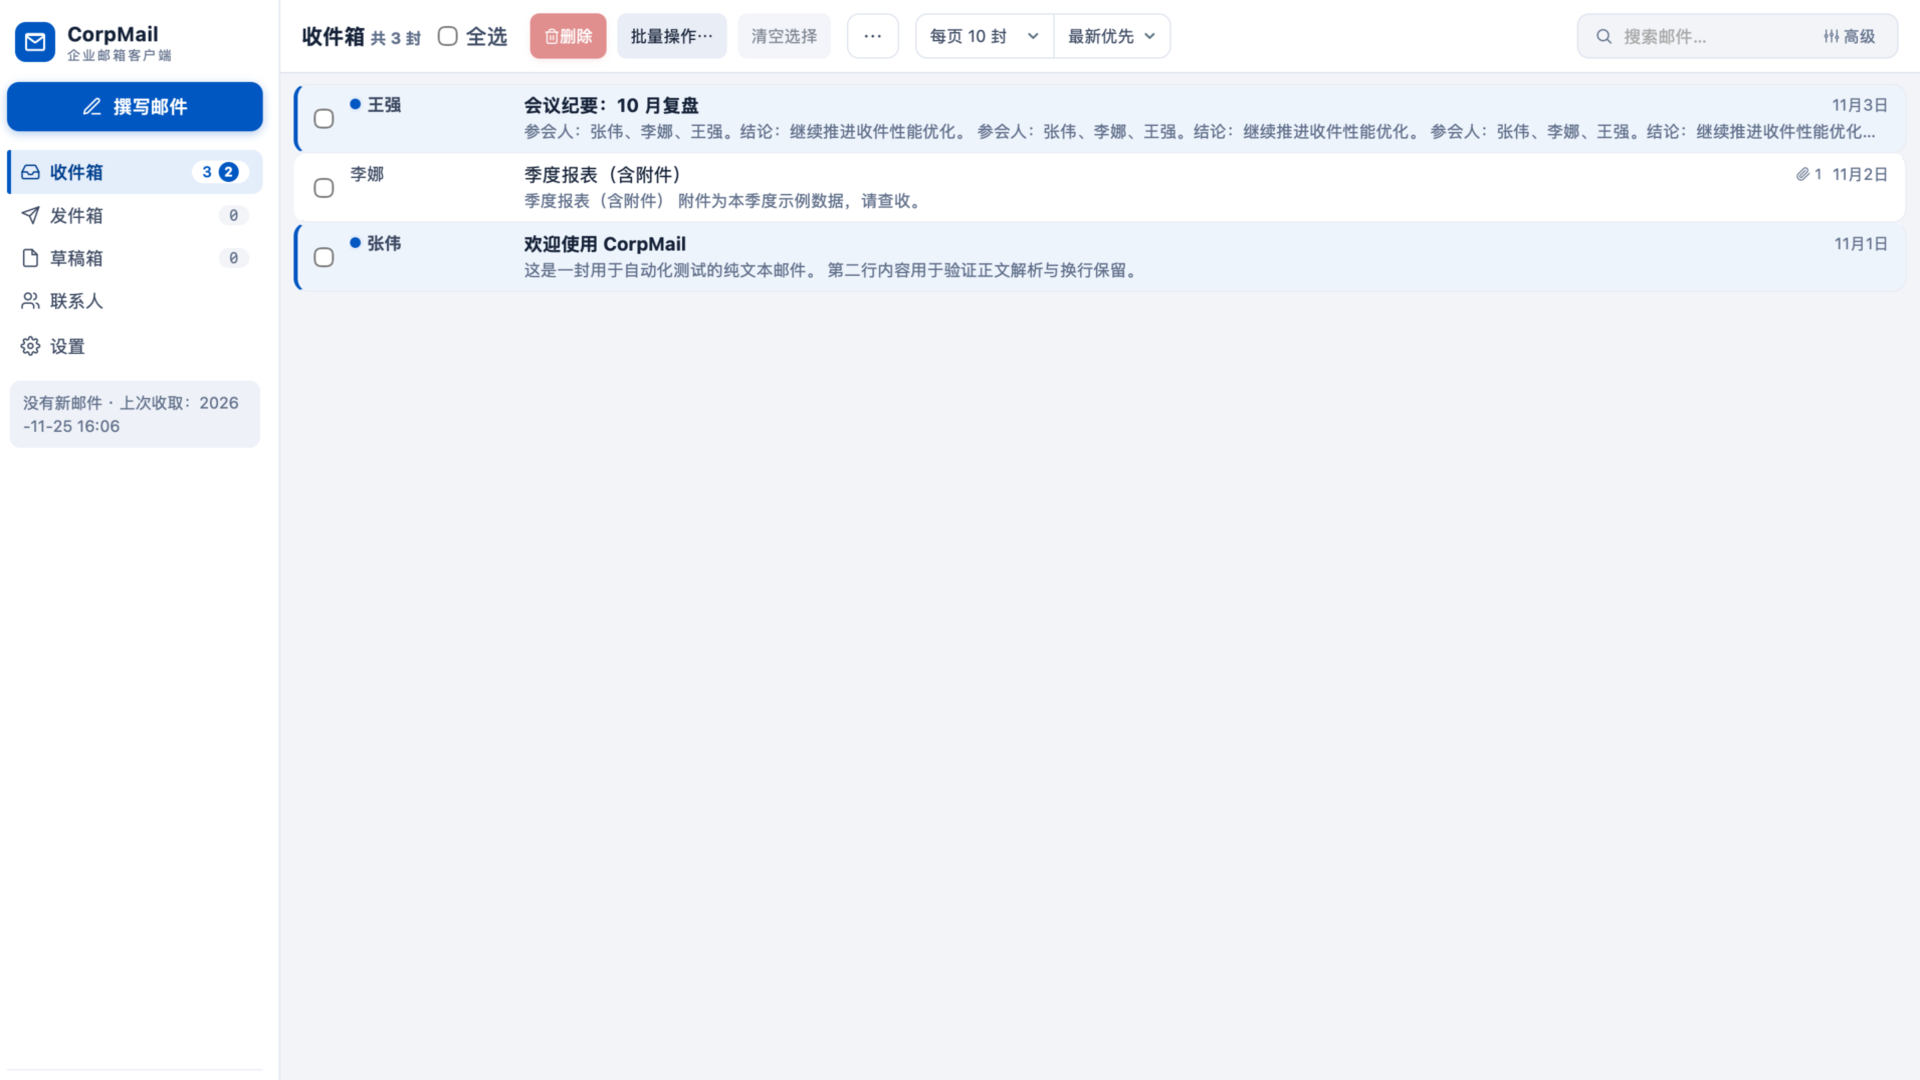 CorpMail
企业邮箱客户端
撰写邮件
收件箱 3 2
发件箱 0
草稿箱 0
联系人
设置
没有新邮件 · 上次收取：2026
-11-25 16:06
收件箱 共 3 封 全选 删除 批量操作… 清空选择 … 每页 10 封 最新优先 搜索邮件... 高级
王强 会议纪要：10 月复盘 11月3日
参会人：张伟、李娜、王强。结论：继续推进收件性能优化。 参会人：张伟、李娜、王强。结论：继续推进收件性能优化。 参会人：张伟、李娜、王强。结论：继续推进收件性能优化...
李娜 季度报表（含附件） 1 11月2日
季度报表（含附件） 附件为本季度示例数据，请查收。
张伟 欢迎使用 CorpMail 11月1日
这是一封用于自动化测试的纯文本邮件。 第二行内容用于验证正文解析与换行保留。